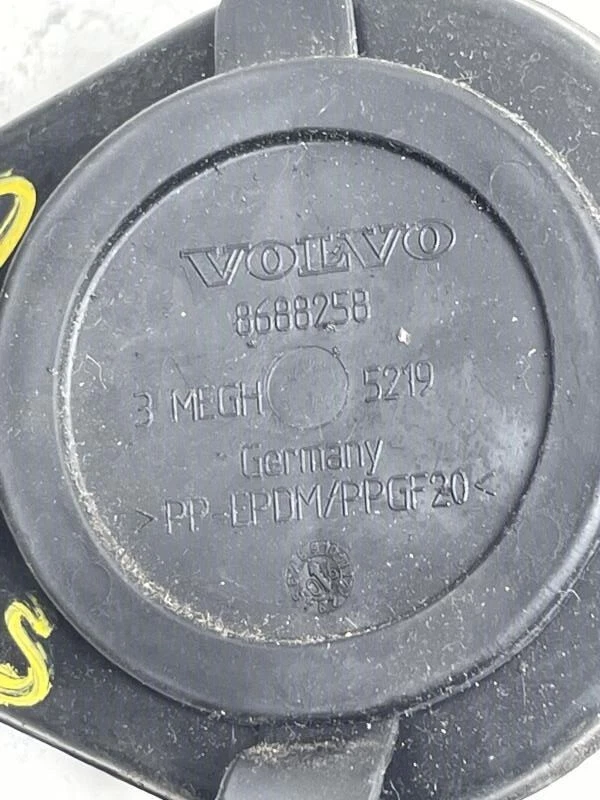 VOLVO
8688258
3 MEGH 5219
Germany
>PP-EPDM/PPGF20<
S